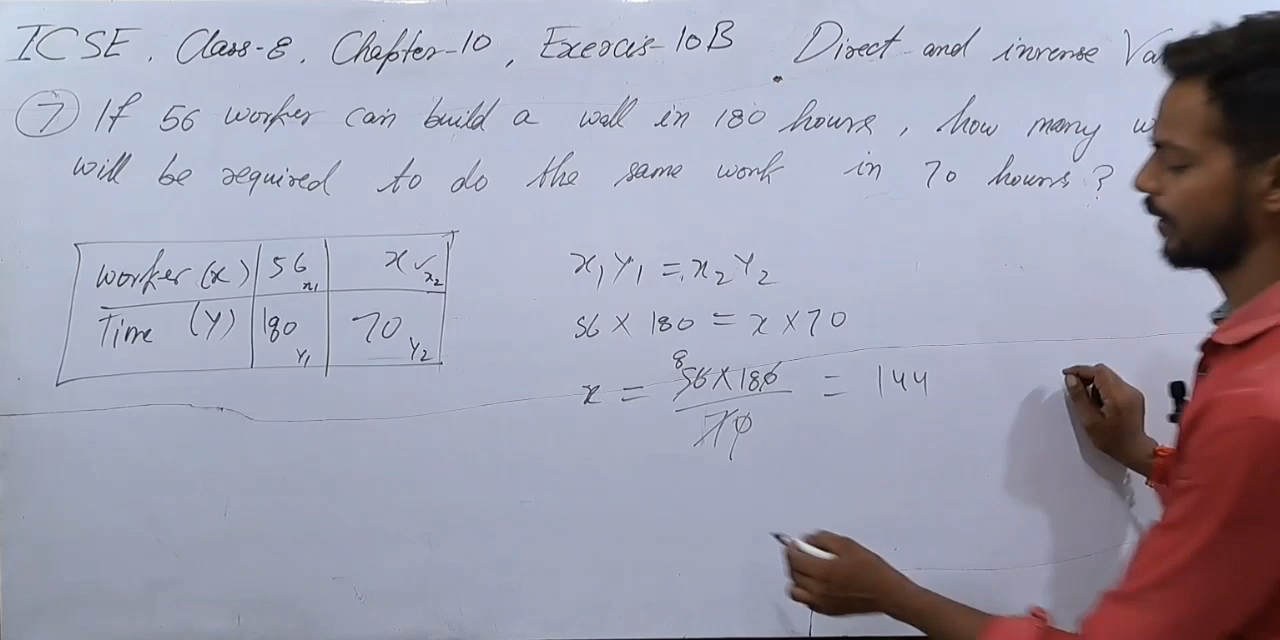 ICSE, Class-8, Chapter-10, Exercis-10B Direct and inverse
7 If 56 worker can build a wall in 180 hours, how many
will be required to do the same work in 70 hours?
Worker (x) 56 x1 x x2
Time (Y) 180 Y1 70 Y2
x1 Y1 = x2 Y2
56 × 180 = x × 70
8
x = 56 × 180 = 144
70